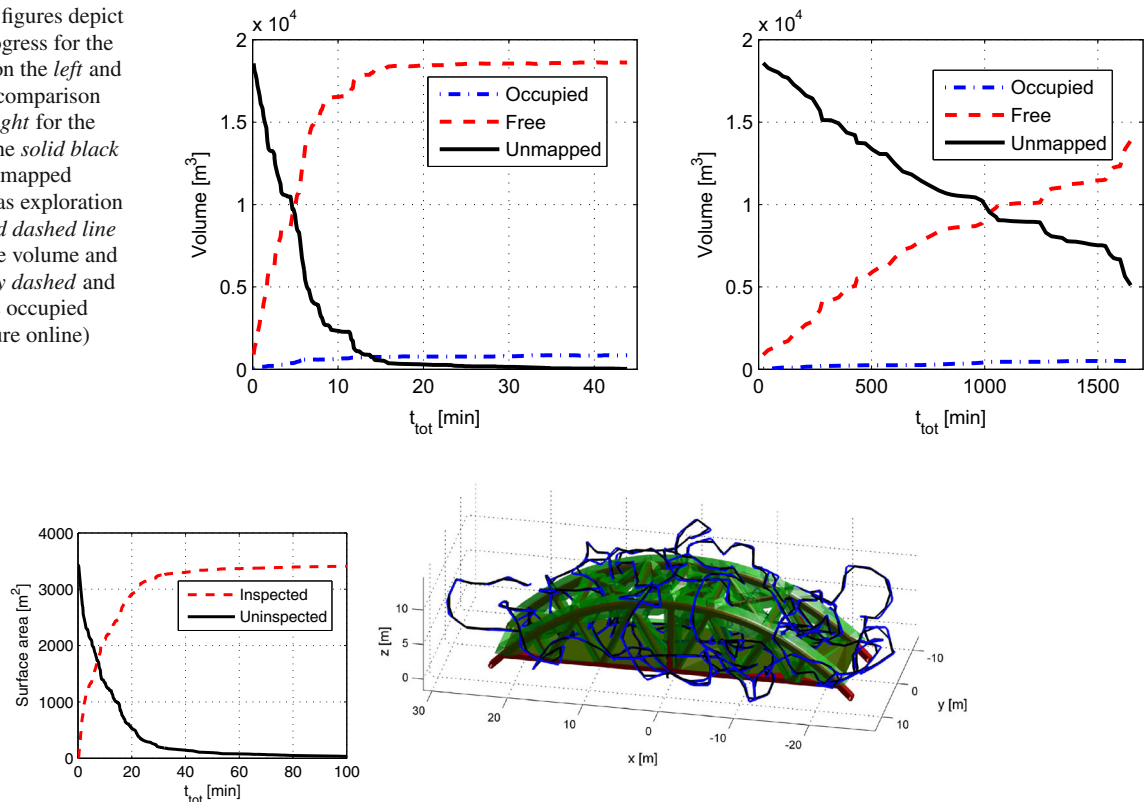 figures depict
ogress for the
on the left and
comparison
ght for the
ne solid black
nmapped
as exploration
d dashed line
e volume and
y dashed and
occupied
ure online)
x 10^4
2
1.5
1
0.5
0
Volume [m^3]
Occupied
Free
Unmapped
0 10 20 30 40
t_tot [min]
x 10^4
2
1.5
1
0.5
0
Volume [m^3]
Occupied
Free
Unmapped
0 500 1000 1500
t_tot [min]
4000
3000
2000
1000
0
Surface area [m^2]
Inspected
Uninspected
0 20 40 60 80 100
t_tot [min]
z [m]
10
5
0
30 20 10 0 -10 -20
x [m]
-10
0
10
y [m]